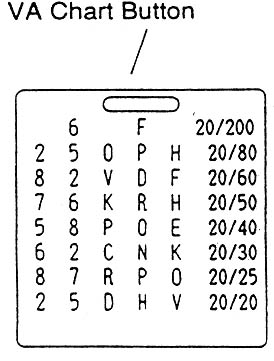 VA Chart Button
6 F 20/200
2 5 O P H 20/80
8 2 V D F 20/60
7 6 K R H 20/50
5 8 P O E 20/40
6 2 C N K 20/30
8 7 R P O 20/25
2 5 D H V 20/20